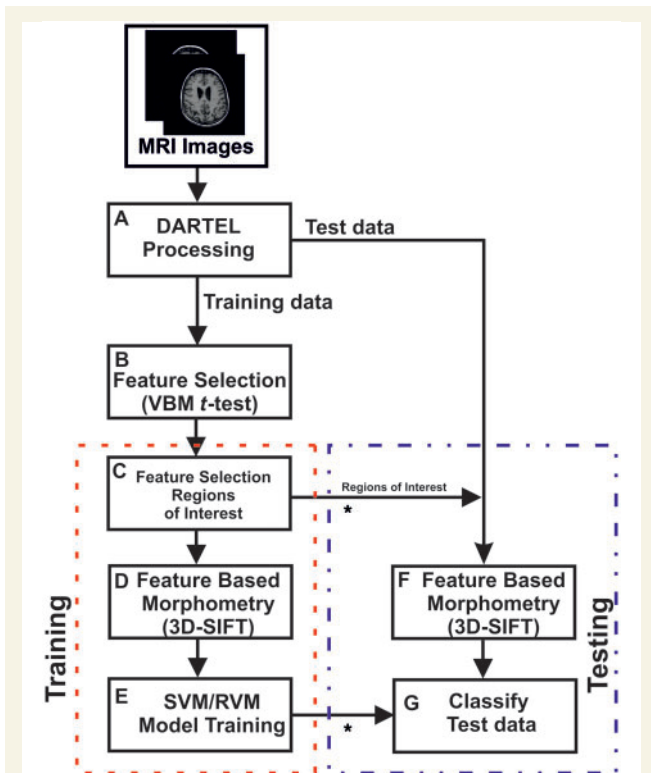 MRI Images
A
DARTEL
Processing
Test data
Training data
B
Feature Selection
(VBM t-test)
C
Feature Selection
Regions
of Interest
Regions of Interest
*
D
Feature Based
Morphometry
(3D-SIFT)
F
Feature Based
Morphometry
(3D-SIFT)
Training
Testing
E
SVM/RVM
Model Training
*
G
Classify
Test data